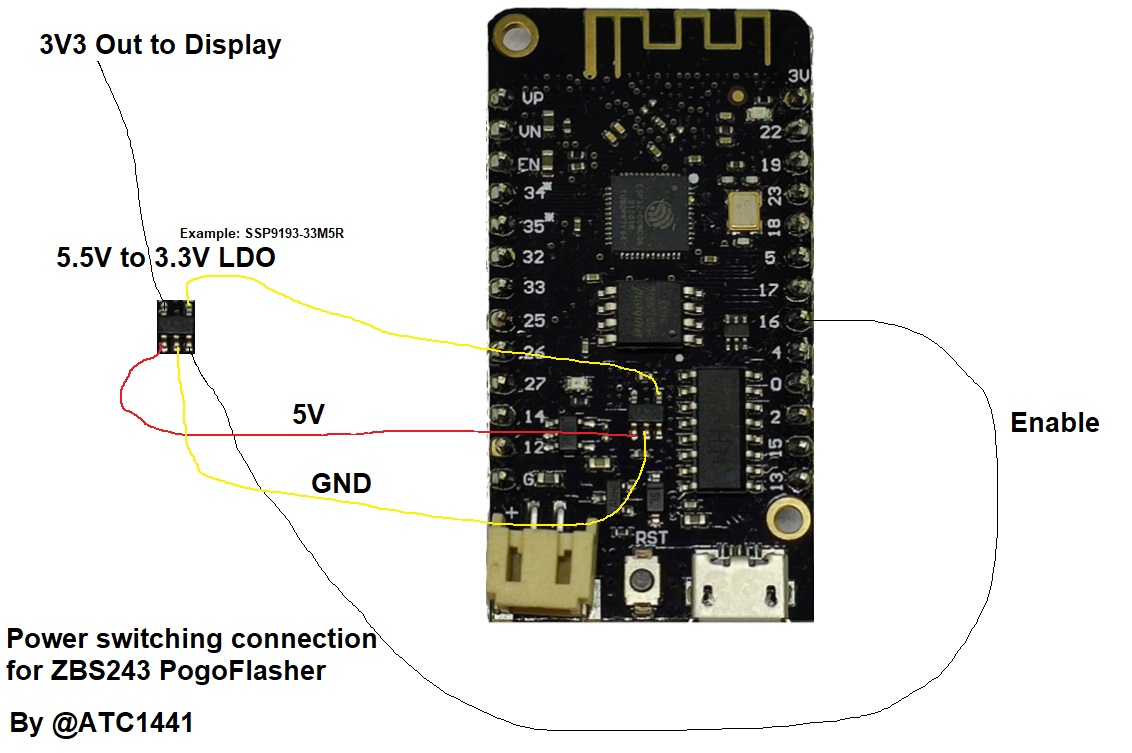 3V3 Out to Display
Example: SSP9193-33M5R
5.5V to 3.3V LDO
5V
GND
Enable
VP
VN
EN
34
35
32
33
25
26
27
14
12
G
+
3V
22
19
23
18
5
17
16
4
0
2
15
13
RST
Power switching connection
for ZBS243 PogoFlasher
By @ATC1441